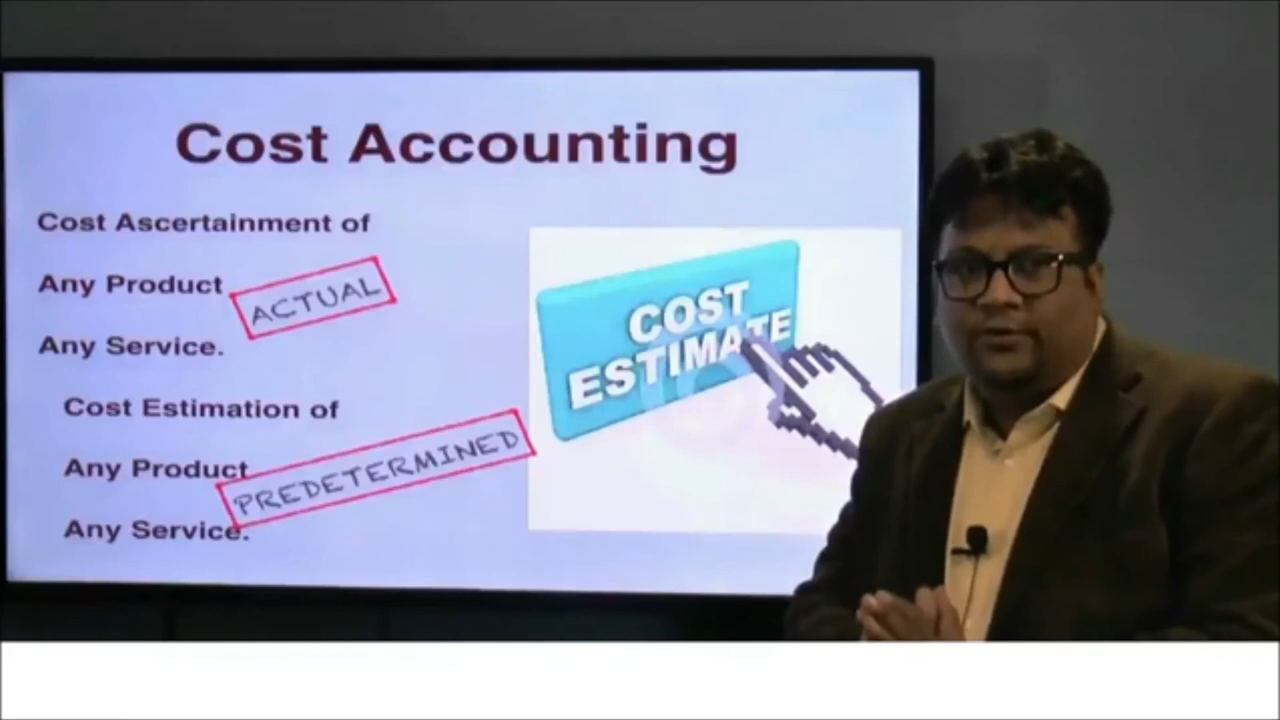 Cost Accounting
Cost Ascertainment of
Any Product
ACTUAL
Any Service.
Cost Estimation of
Any Product
PREDETERMINED
Any Service.
COST
ESTIMATE